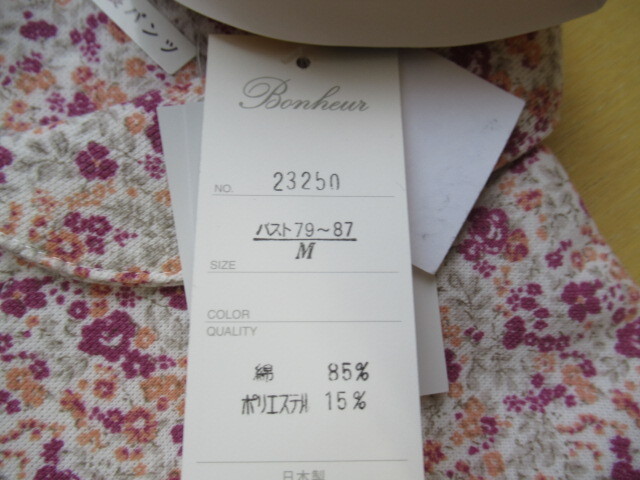 パンツ
Bonheur
NO. 23250
バスト79〜87
SIZE M
COLOR
QUALITY
綿 85%
ポリエステル 15%
日本製